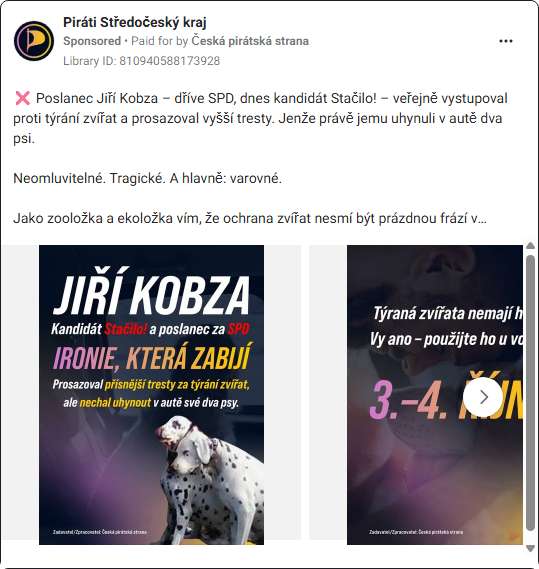 Piráti Středočeský kraj
Sponsored • Paid for by Česká pirátská strana
Library ID: 810940588173928
❌ Poslanec Jiří Kobza – dříve SPD, dnes kandidát Stačilo! – veřejně vystupoval
proti týrání zvířat a prosazoval vyšší tresty. Jenže právě jemu uhynuli v autě dva
psi.
Neomluvitelné. Tragické. A hlavně: varovné.
Jako zooložka a ekoložka vím, že ochrana zvířat nesmí být prázdnou frází v…
JIŘÍ KOBZA
Kandidát Stačilo! a poslanec za SPD
IRONIE, KTERÁ ZABIJÍ
Prosazoval přísnější tresty za týrání zvířat,
ale nechal uhynout v autě své dva psy.
Zadavatel/Zpracovatel: Česká pirátská strana
Týraná zvířata nemají h
Vy ano – použijte ho u vo
3.–4. ŘÍJN
Zadavatel/Zpracovatel: Česká pirátská strana